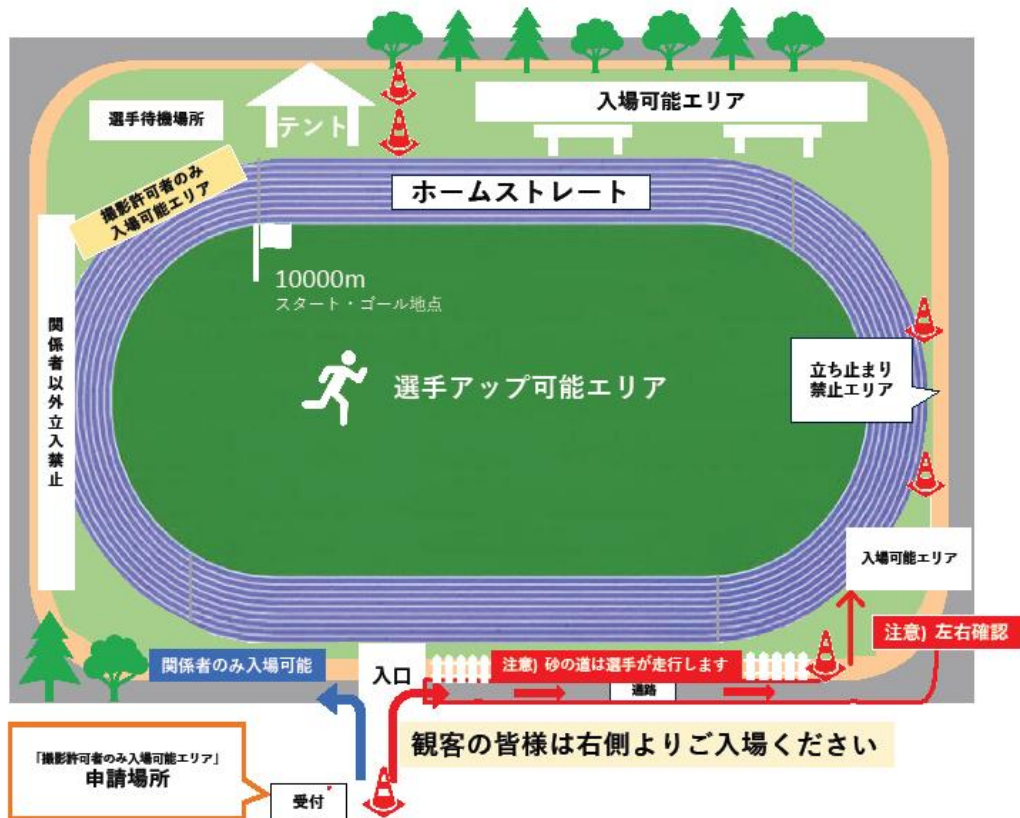 入場可能エリア
選手待機場所
テント
撮影許可者のみ
入場可能エリア
ホームストレート
10000m
スタート・ゴール地点
関係者以外立入禁止
選手アップ可能エリア
立ち止まり
禁止エリア
入場可能エリア
注意) 左右確認
関係者のみ入場可能
入口
注意) 砂の道は選手が走行します
通路
観客の皆様は右側よりご入場ください
「撮影許可者のみ入場可能エリア」
申請場所
受付